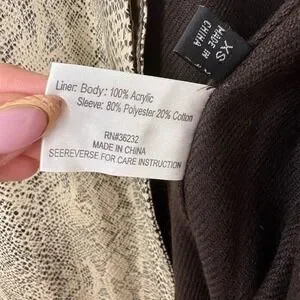 XS
MADE IN
CHINA
Liner: Body: 100% Acrylic
Sleeve: 80% Polyester 20% Cotton
RN#36232
MADE IN CHINA
SEEREVERSE FOR CARE INSTRUCTION